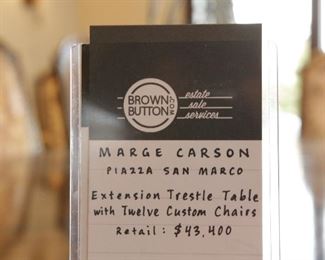 BROWN
BUTTON
estate
sale
services
MARGE CARSON
PIAZZA SAN MARCO
Extension Trestle Table
with Twelve Custom Chairs
Retail: $43,400